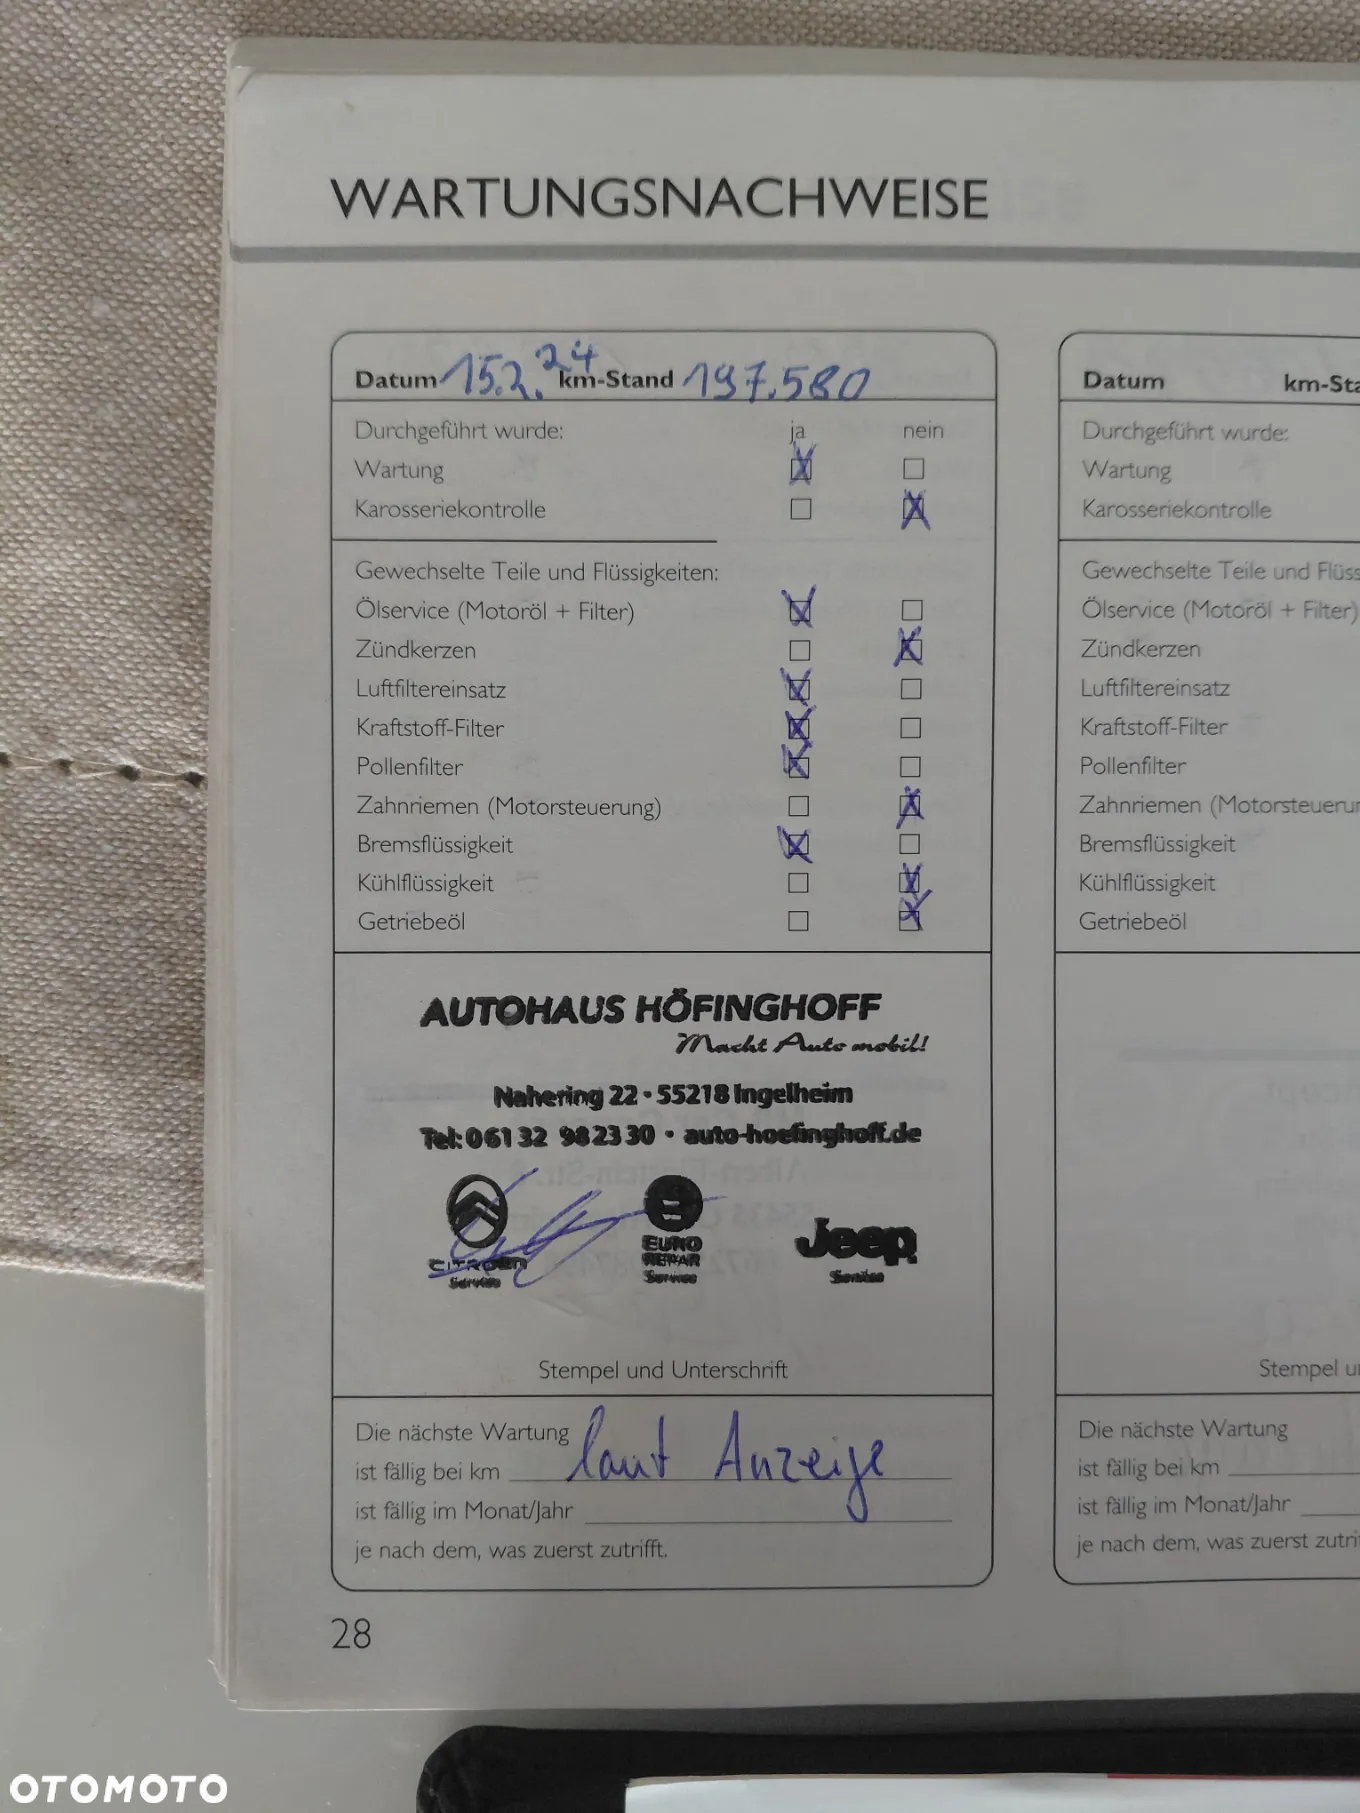 WARTUNGSNACHWEISE
Datum 15.2.24 km-Stand 197.580
Durchgeführt wurde: ja nein
Wartung
Karosseriekontrolle
Gewechselte Teile und Flüssigkeiten:
Ölservice (Motoröl + Filter)
Zündkerzen
Luftfiltereinsatz
Kraftstoff-Filter
Pollenfilter
Zahnriemen (Motorsteuerung)
Bremsflüssigkeit
Kühlflüssigkeit
Getriebeöl
AUTOHAUS HÖFINGHOFF
Macht Auto mobil!
Nahering 22 · 55218 Ingelheim
Tel: 061 32 98 23 30 · auto-hoefinghoff.de
CITROËN
Service
EURO
REPAR
Service
Jeep
Service
Stempel und Unterschrift
Die nächste Wartung
ist fällig bei km laut Anzeige
ist fällig im Monat/Jahr
je nach dem, was zuerst zutrifft.
28
Datum km-Sta
Durchgeführt wurde:
Wartung
Karosseriekontrolle
Gewechselte Teile und Flüss
Ölservice (Motoröl + Filter)
Zündkerzen
Luftfiltereinsatz
Kraftstoff-Filter
Pollenfilter
Zahnriemen (Motorsteuerun
Bremsflüssigkeit
Kühlflüssigkeit
Getriebeöl
Stempel u
Die nächste Wartung
ist fällig bei km
ist fällig im Monat/Jahr
je nach dem, was zuerst zutri
OTOMOTO